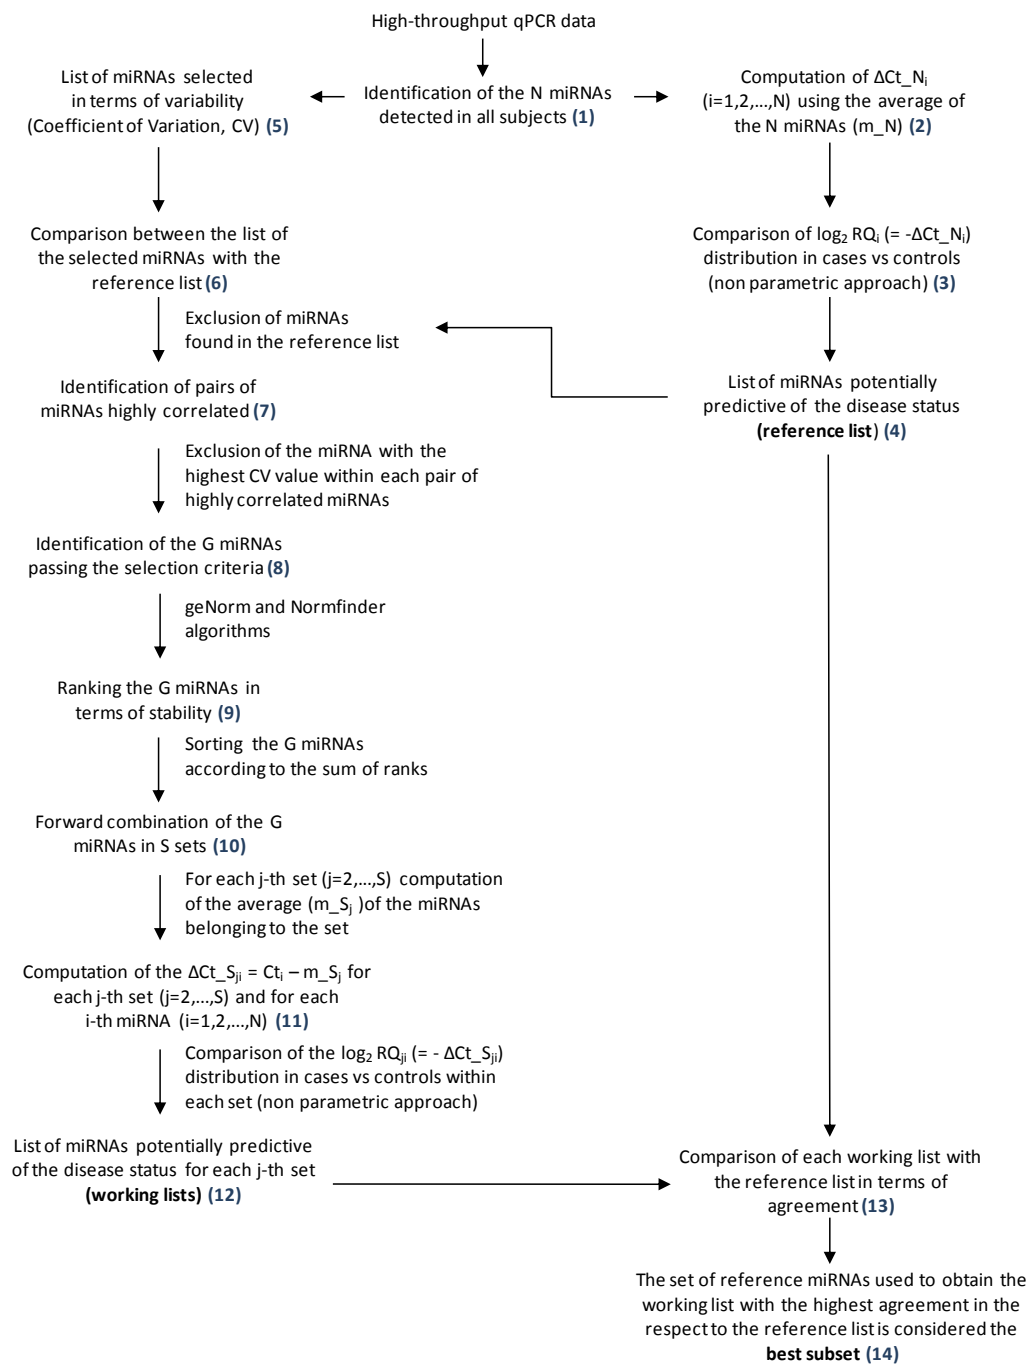 High-throughput qPCR data
List of miRNAs selected
in terms of variability
(Coefficient of Variation, CV) (5)
Identification of the N miRNAs
detected in all subjects (1)
Computation of ΔCt_Nᵢ
(i=1,2,...,N) using the average of
the N miRNAs (m_N) (2)
Comparison between the list of
the selected miRNAs with the
reference list (6)
Comparison of log₂ RQᵢ (= -ΔCt_Nᵢ)
distribution in cases vs controls
(non parametric approach) (3)
Exclusion of miRNAs
found in the reference list
Identification of pairs of
miRNAs highly correlated (7)
List of miRNAs potentially
predictive of the disease status
(reference list) (4)
Exclusion of the miRNA with the
highest CV value within each pair of
highly correlated miRNAs
Identification of the G miRNAs
passing the selection criteria (8)
geNorm and Normfinder
algorithms
Ranking the G miRNAs in
terms of stability (9)
Sorting the G miRNAs
according to the sum of ranks
Forward combination of the G
miRNAs in S sets (10)
For each j-th set (j=2,...,S) computation
of the average (m_Sⱼ )of the miRNAs
belonging to the set
Computation of the ΔCt_Sⱼᵢ = Ctᵢ – m_Sⱼ for
each j-th set (j=2,...,S) and for each
i-th miRNA (i=1,2,...,N) (11)
Comparison of the log₂ RQⱼᵢ (= - ΔCt_Sⱼᵢ)
distribution in cases vs controls within
each set (non parametric approach)
List of miRNAs potentially predictive
of the disease status for each j-th set
(working lists) (12)
Comparison of each working list with
the reference list in terms of
agreement (13)
The set of reference miRNAs used to obtain the
working list with the highest agreement in the
respect to the reference list is considered the
best subset (14)